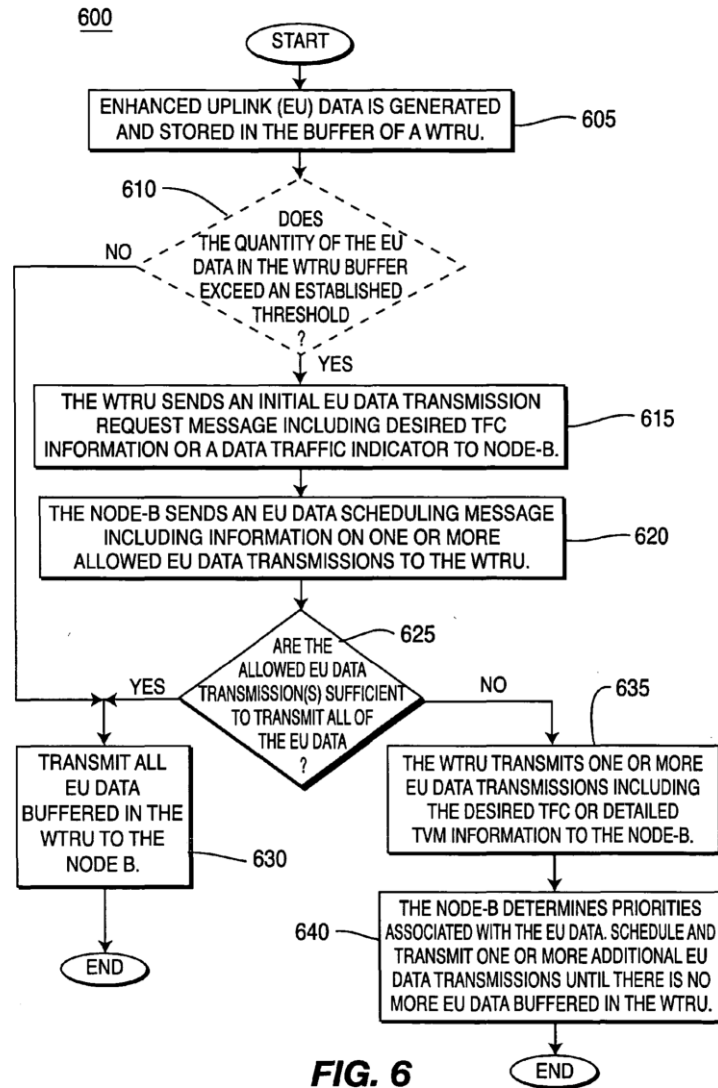 600
START
ENHANCED UPLINK (EU) DATA IS GENERATED
AND STORED IN THE BUFFER OF A WTRU.
605
610
DOES
THE QUANTITY OF THE EU
DATA IN THE WTRU BUFFER
EXCEED AN ESTABLISHED
THRESHOLD
?
NO
YES
THE WTRU SENDS AN INITIAL EU DATA TRANSMISSION
REQUEST MESSAGE INCLUDING DESIRED TFC
INFORMATION OR A DATA TRAFFIC INDICATOR TO NODE-B.
615
THE NODE-B SENDS AN EU DATA SCHEDULING MESSAGE
INCLUDING INFORMATION ON ONE OR MORE
ALLOWED EU DATA TRANSMISSIONS TO THE WTRU.
620
625
ARE THE
ALLOWED EU DATA
TRANSMISSION(S) SUFFICIENT
TO TRANSMIT ALL OF
THE EU DATA
?
YES
NO
TRANSMIT ALL
EU DATA
BUFFERED IN THE
WTRU TO THE
NODE B.
630
END
635
THE WTRU TRANSMITS ONE OR MORE
EU DATA TRANSMISSIONS INCLUDING
THE DESIRED TFC OR DETAILED
TVM INFORMATION TO THE NODE-B.
640
THE NODE-B DETERMINES PRIORITIES
ASSOCIATED WITH THE EU DATA. SCHEDULE AND
TRANSMIT ONE OR MORE ADDITIONAL EU
DATA TRANSMISSIONS UNTIL THERE IS NO
MORE EU DATA BUFFERED IN THE WTRU.
END
FIG. 6